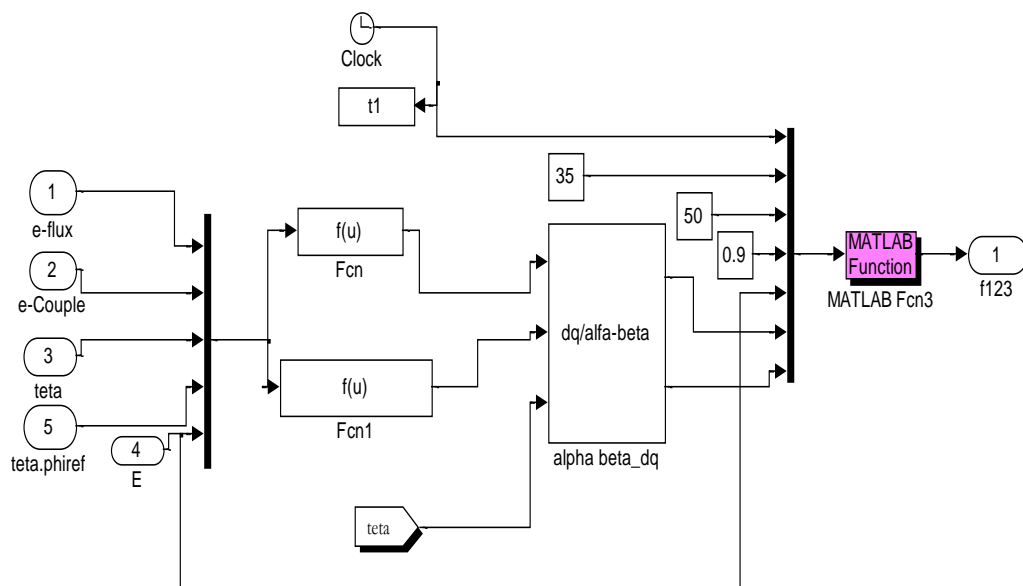 Clock
t1
35
50
0.9
MATLAB
Function
MATLAB Fcn3
1
f123
1
e-flux
2
e-Couple
3
teta
5
teta.phiref
4
E
f(u)
Fcn
f(u)
Fcn1
dq/alfa-beta
alpha beta_dq
teta